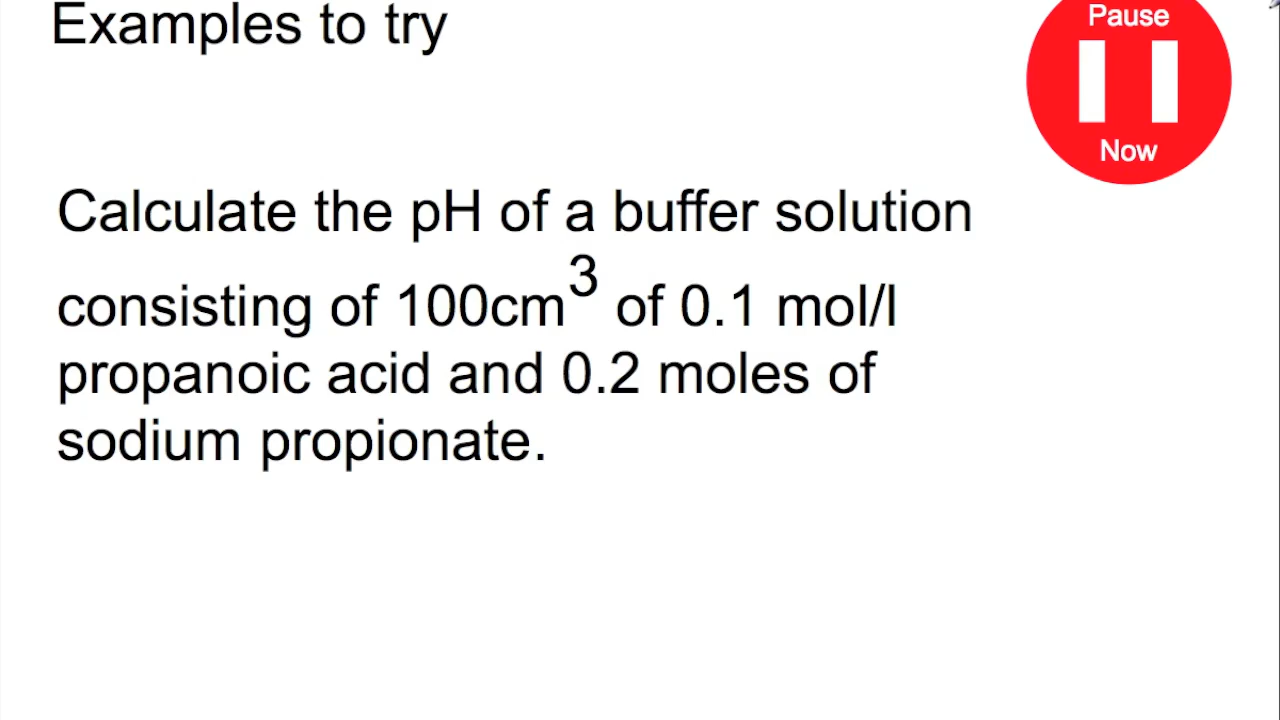 Examples to try
Pause
Now
Calculate the pH of a buffer solution
consisting of 100cm³ of 0.1 mol/l
propanoic acid and 0.2 moles of
sodium propionate.